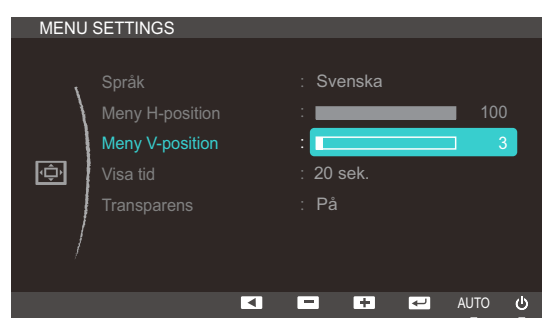 MENU SETTINGS
Språk : Svenska
Meny H-position : 100
Meny V-position : 3
Visa tid : 20 sek.
Transparens : På
AUTO